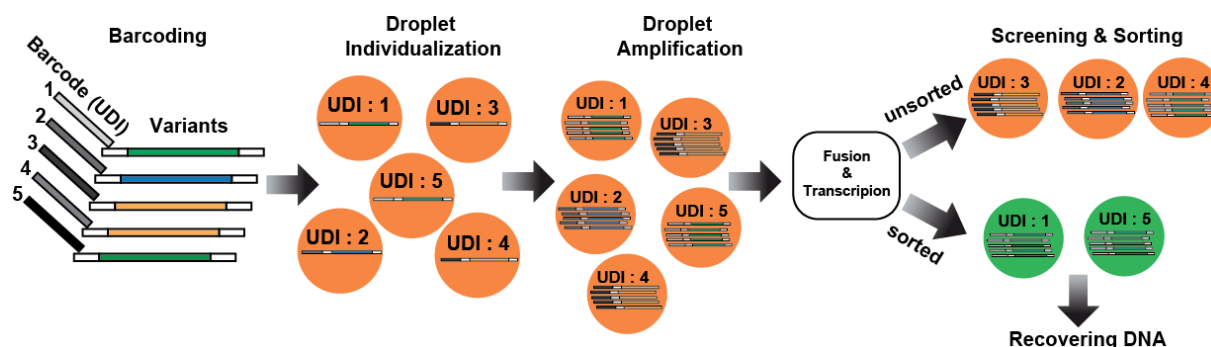 Barcoding
Barcode (UDI)
1
2
3
4
5
Variants
Droplet
Individualization
UDI : 1
UDI : 3
UDI : 5
UDI : 2
UDI : 4
Droplet
Amplification
UDI : 1
UDI : 3
UDI : 2
UDI : 5
UDI : 4
Fusion
&
Transcripion
Screening & Sorting
unsorted
UDI : 3
UDI : 2
UDI : 4
sorted
UDI : 1
UDI : 5
Recovering DNA